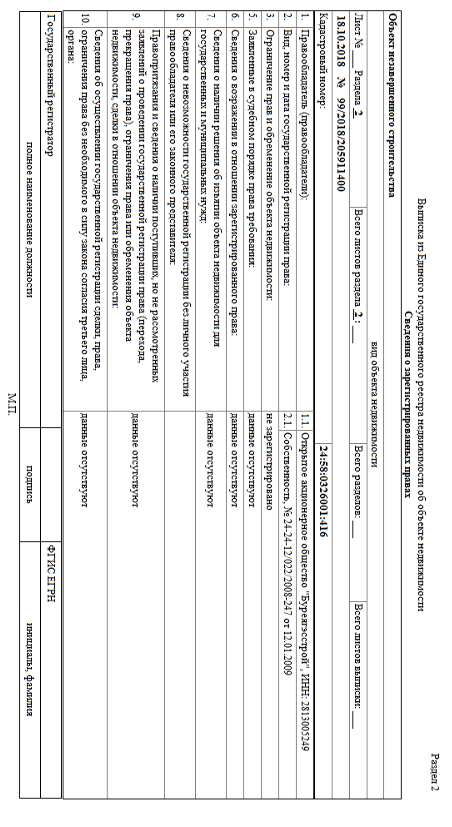 Раздел 2
Выписка из Единого государственного реестра недвижимости об объекте недвижимости
Сведения о зарегистрированных правах
Объект незавершенного строительства
вид объекта недвижимости
Лист № ___ Раздела 2
Всего листов раздела 2 : ___
Всего разделов: ___
Всего листов выписки: ___
18.10.2018 № 99/2018/205911400
Кадастровый номер:
24:58:0326001:416
1. Правообладатель (правообладатели):
1.1. Открытое акционерное общество "Буреягэсстрой", ИНН: 2813005249
2. Вид, номер и дата государственной регистрации права:
2.1. Собственность, № 24-24-12/022/2008-247 от 12.01.2009
3. Ограничение прав и обременение объекта недвижимости:
не зарегистрировано
5. Заявленные в судебном порядке права требования:
данные отсутствуют
6. Сведения о возражении в отношении зарегистрированного права:
данные отсутствуют
7. Сведения о наличии решения об изъятии объекта недвижимости для
государственных и муниципальных нужд:
данные отсутствуют
8. Сведения о невозможности государственной регистрации без личного участия
правообладателя или его законного представителя:
9. Правопритязания и сведения о наличии поступивших, но не рассмотренных
заявлений о проведении государственной регистрации права (перехода,
прекращения права), ограничения права или обременения объекта
недвижимости, сделки в отношении объекта недвижимости:
данные отсутствуют
10. Сведения об осуществлении государственной регистрации сделки, права,
ограничения права без необходимого в силу закона согласия третьего лица,
органа:
данные отсутствуют
Государственный регистратор
ФГИС ЕГРН
полное наименование должности
подпись
инициалы, фамилия
М.П.